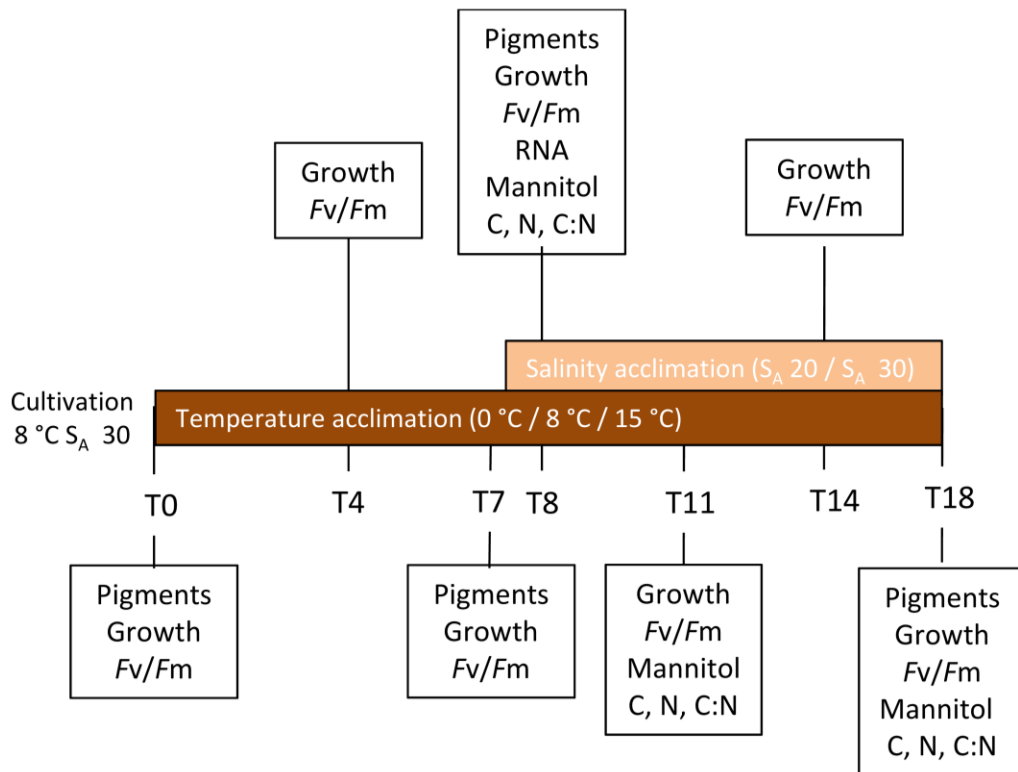 Pigments
Growth
Fv/Fm
RNA
Mannitol
C, N, C:N
Growth
Fv/Fm
Growth
Fv/Fm
Salinity acclimation (SA 20 / SA 30)
Cultivation
8 °C SA 30
Temperature acclimation (0 °C / 8 °C / 15 °C)
T0
T4
T7
T8
T11
T14
T18
Pigments
Growth
Fv/Fm
Pigments
Growth
Fv/Fm
Growth
Fv/Fm
Mannitol
C, N, C:N
Pigments
Growth
Fv/Fm
Mannitol
C, N, C:N